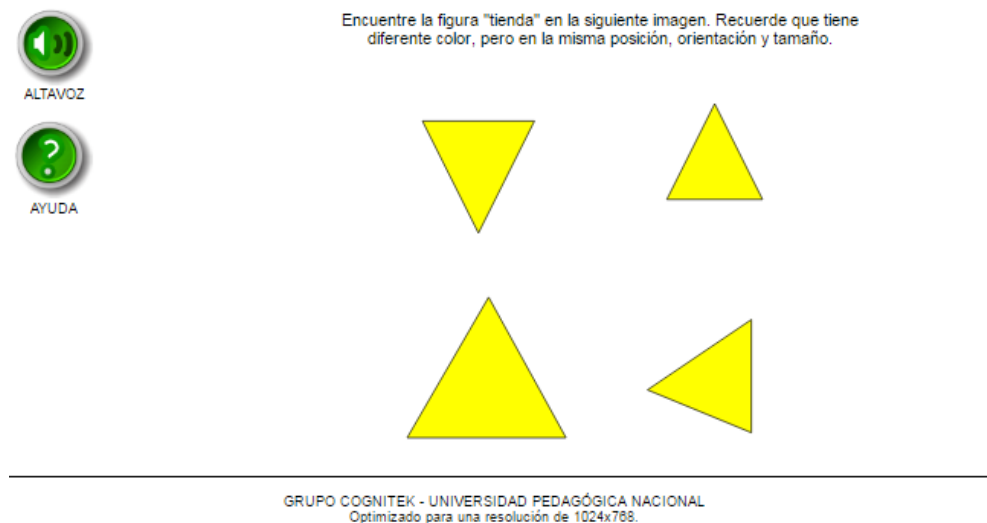 Encuentre la figura "tienda" en la siguiente imagen. Recuerde que tiene
diferente color, pero en la misma posición, orientación y tamaño.
ALTAVOZ
AYUDA
GRUPO COGNITEK - UNIVERSIDAD PEDAGÓGICA NACIONAL
Optimizado para una resolución de 1024x768.